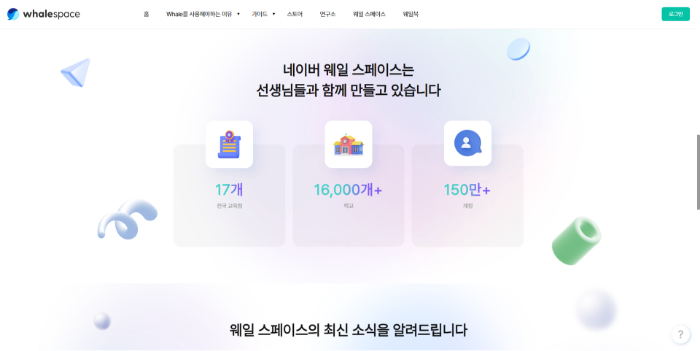 whalespace
홈 Whale을 사용해야하는 이유 가이드 스토어 연구소 웨일 스페이스 웨일북 로그인
네이버 웨일 스페이스는
선생님들과 함께 만들고 있습니다
17개 16,000개+ 150만+
전국 교육청 학교 계정
웨일 스페이스의 최신 소식을 알려드립니다
?